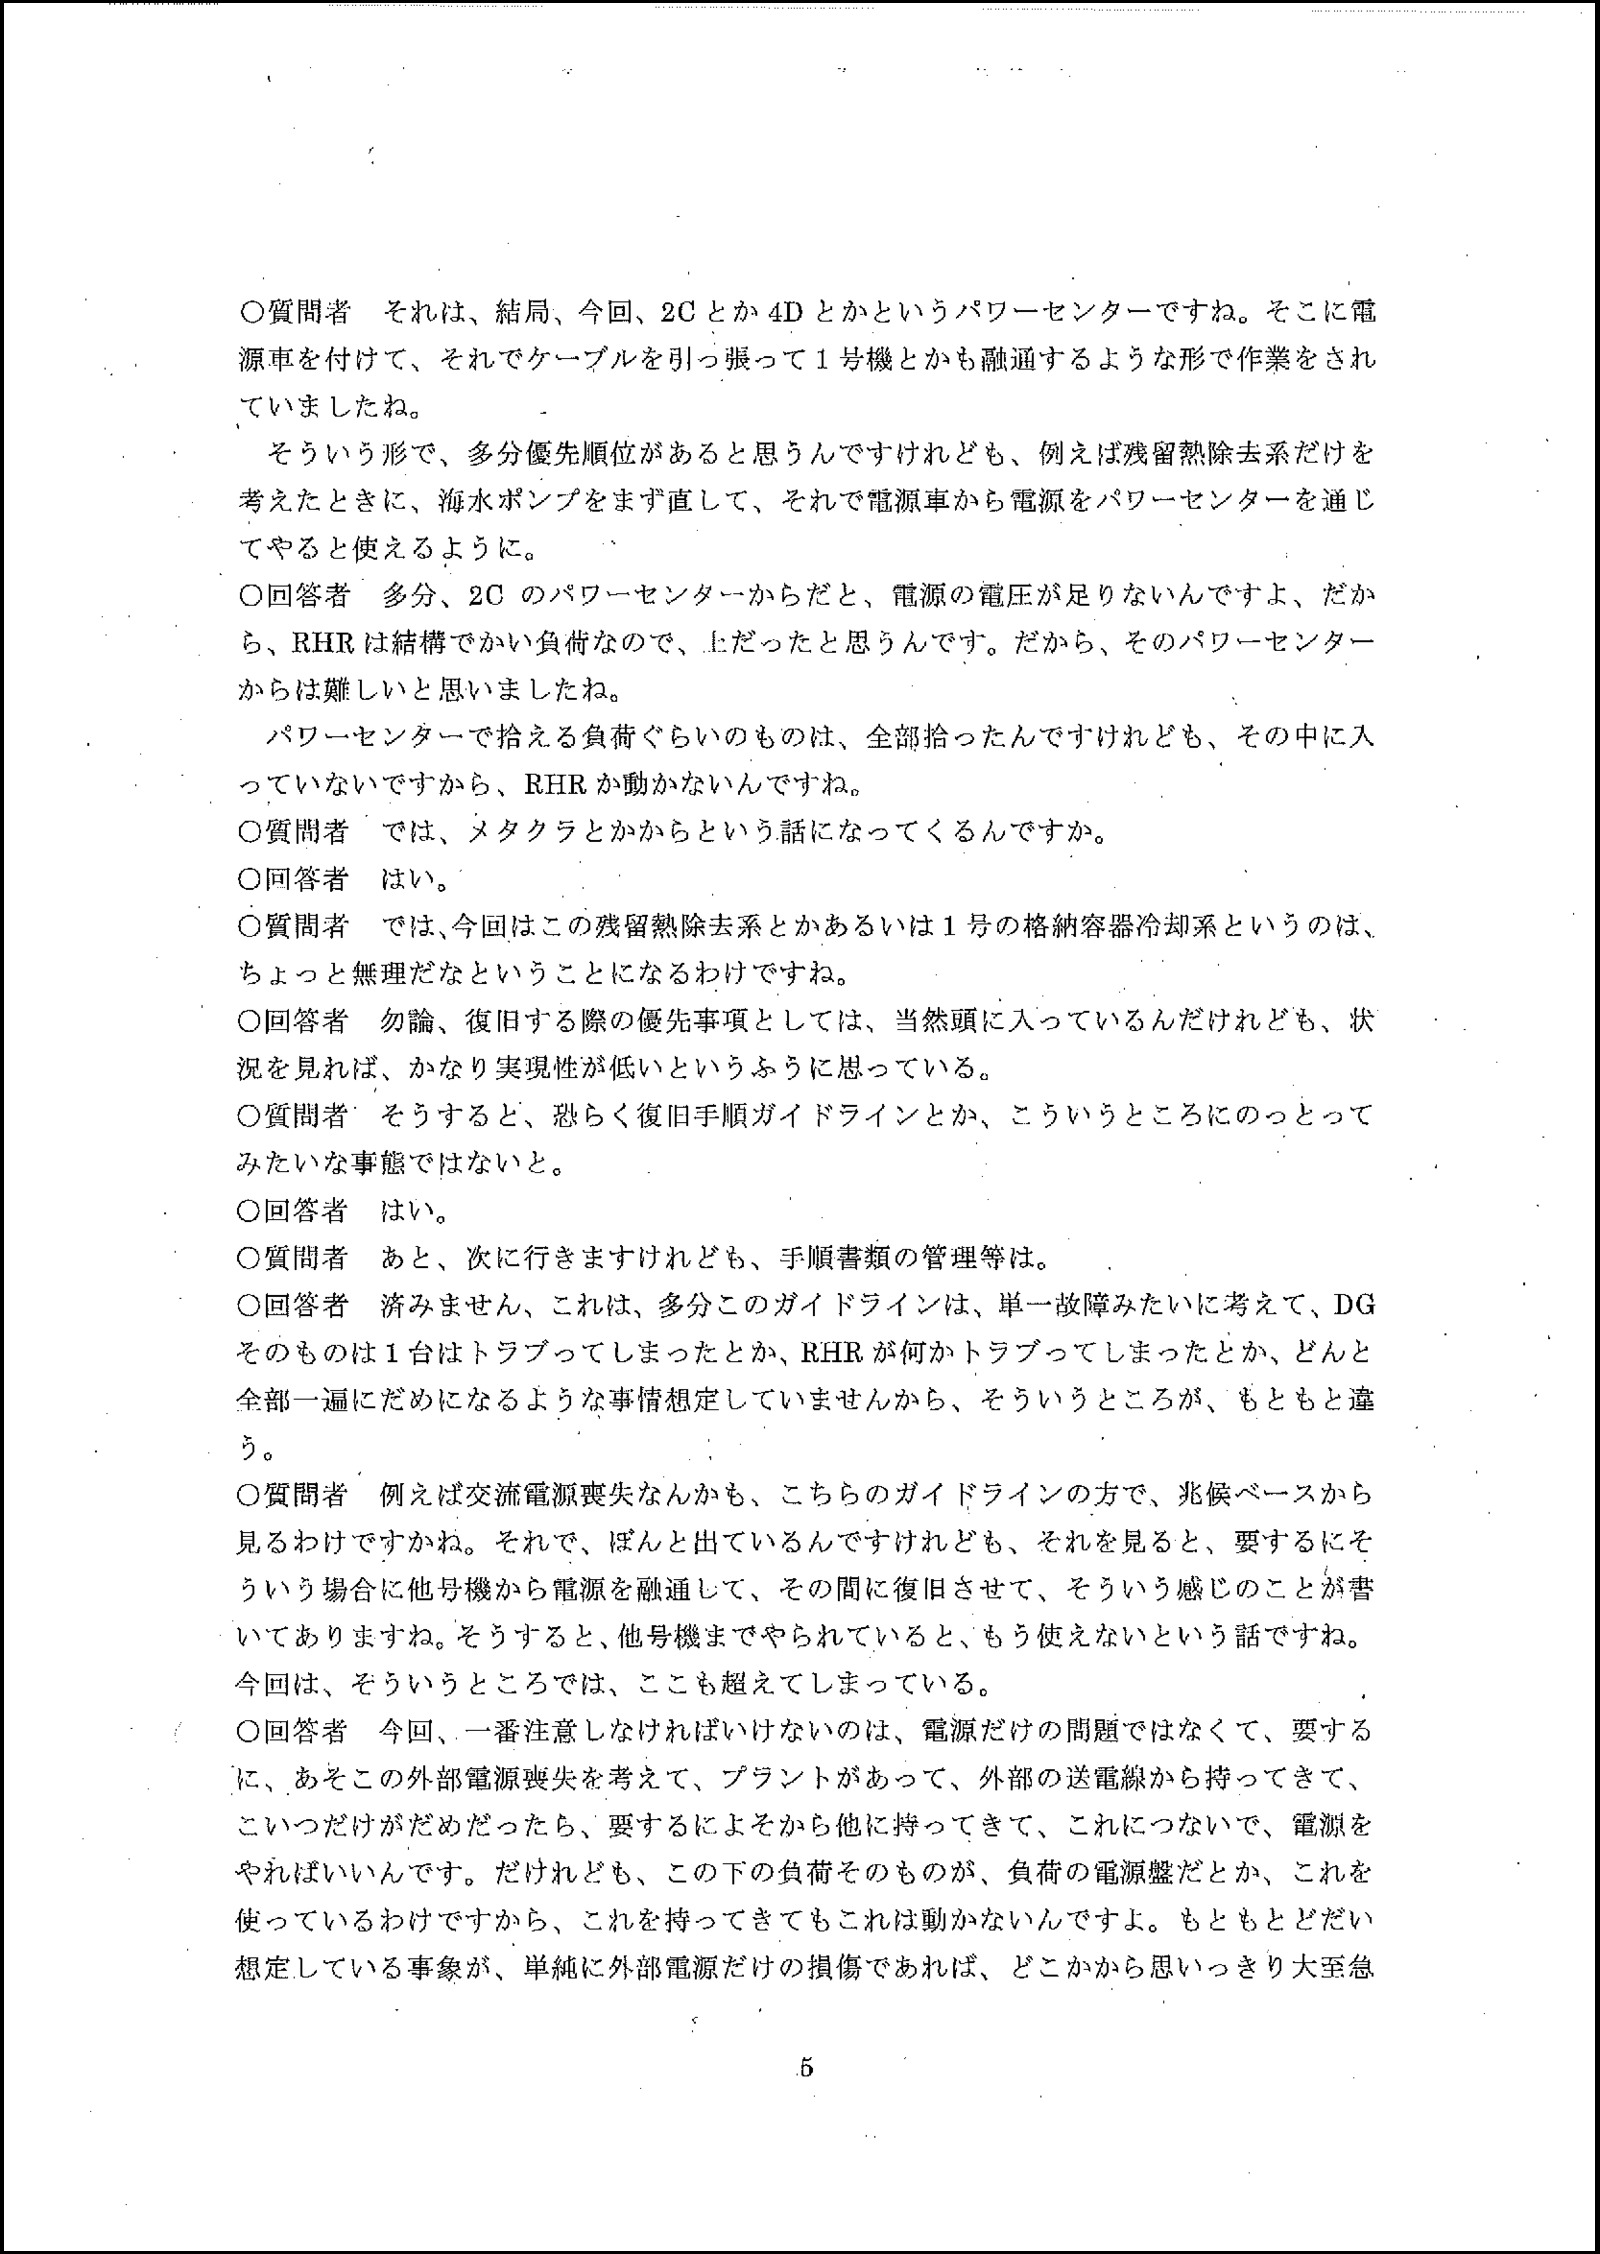 ○質問者　それは、結局、今回、2Cとか4Dとかというパワーセンターですね。そこに電
源車を付けて、それでケーブルを引っ張って1号機とかも融通するような形で作業をされ
ていましたね。
　そういう形で、多分優先順位があると思うんですけれども、例えば残留熱除去系だけを
考えたときに、海水ポンプをまず直して、それで電源車から電源をパワーセンターを通じ
てやると使えるように。
○回答者　多分、2C のパワーセンターからだと、電源の電圧が足りないんですよ、だか
ら、RHRは結構でかい負荷なので、上だったと思うんです。だから、そのパワーセンター
からは難しいと思いましたね。
　パワーセンターで拾える負荷ぐらいのものは、全部拾ったんですけれども、その中に入
っていないですから、RHRか動かないんですね。
○質問者　では、メタクラとかからという話になってくるんですか。
○回答者　はい。
○質問者　では、今回はこの残留熱除去系とかあるいは1号の格納容器冷却系というのは、
ちょっと無理だなということになるわけですね。
○回答者　勿論、復旧する際の優先事項としては、当然頭に入っているんだけれども、状
況を見れば、かなり実現性が低いというふうに思っている。
○質問者　そうすると、恐らく復旧手順ガイドラインとか、こういうところにのっとって
みたいな事態ではないと。
○回答者　はい。
○質問者　あと、次に行きますけれども、手順書類の管理等は。
○回答者　済みません、これは、多分このガイドラインは、単一故障みたいに考えて、DG
そのものは1台はトラブってしまったとか、RHRが何かトラブってしまったとか、どんと
全部一遍にだめになるような事情想定していませんから、そういうところが、もともと違
う。
○質問者　例えば交流電源喪失なんかも、こちらのガイドラインの方で、兆候ベースから
見るわけですかね。それで、ぽんと出ているんですけれども、それを見ると、要するにそ
ういう場合に他号機から電源を融通して、その間に復旧させて、そういう感じのことが書
いてありますね。そうすると、他号機までやられていると、もう使えないという話ですね。
今回は、そういうところでは、ここも超えてしまっている。
○回答者　今回、一番注意しなければいけないのは、電源だけの問題ではなくて、要する
に、あそこの外部電源喪失を考えて、プラントがあって、外部の送電線から持ってきて、
こいつだけがだめだったら、要するによそから他に持ってきて、これにつないで、電源を
やればいいんです。だけれども、この下の負荷そのものが、負荷の電源盤だとか、これを
使っているわけですから、これを持ってきてもこれは動かないんですよ。もともとどだい
想定している事象が、単純に外部電源だけの損傷であれば、どこかから思いっきり大至急
5